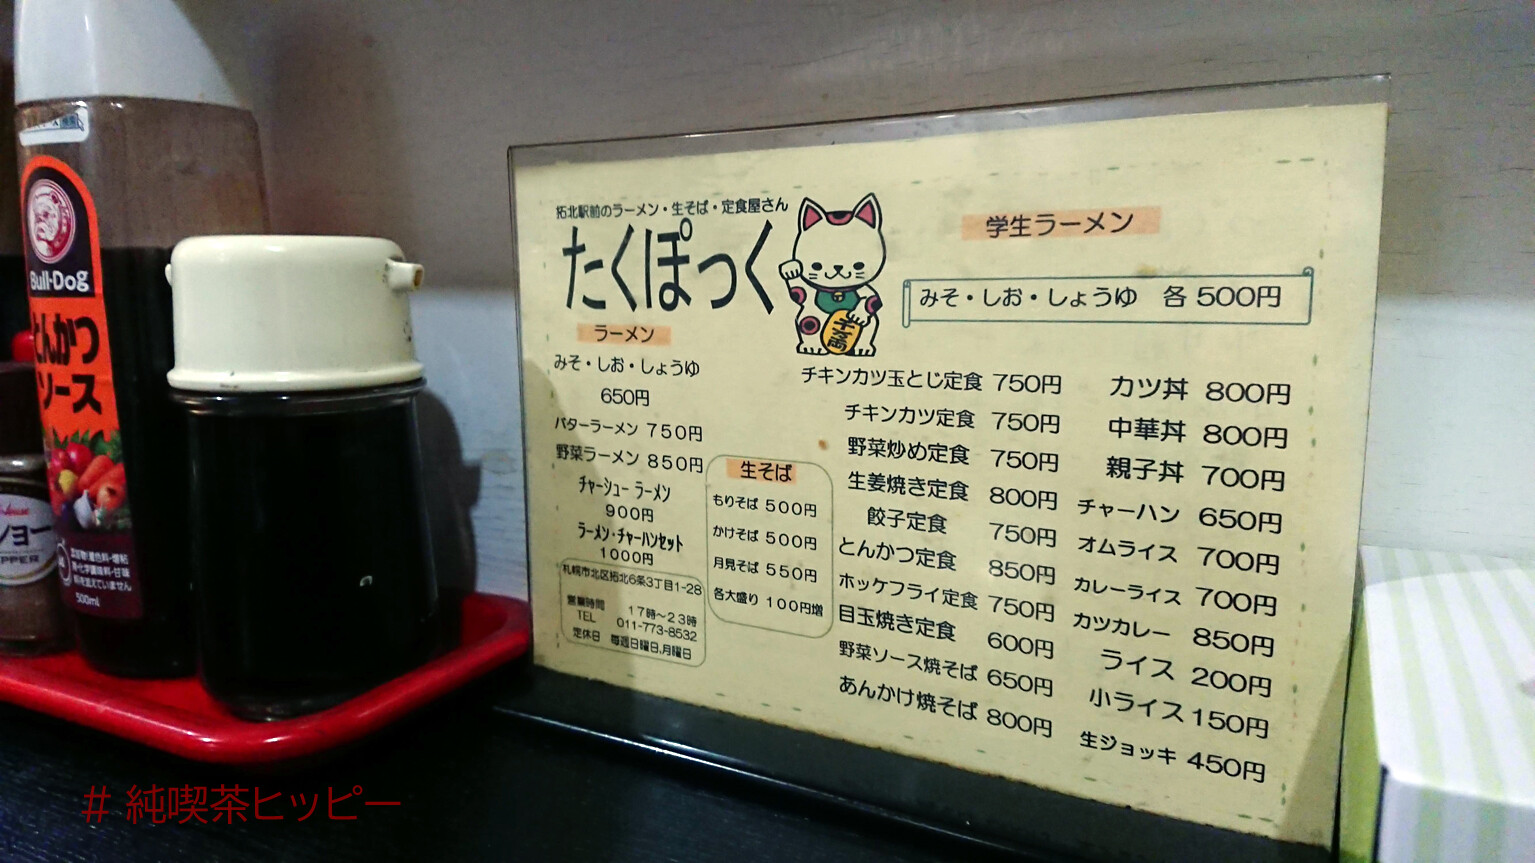 Bull-Dog
とんかつ
ソース
500ml
拓北駅前のラーメン・生そば・定食屋さん
たくぽっく
千万両
ラーメン
みそ・しお・しょうゆ
650円
バターラーメン 750円
野菜ラーメン 850円
チャーシューラーメン
900円
ラーメン・チャーハンセット
1000円
札幌市北区拓北6条3丁目1-28
営業時間 17時~23時
TEL 011-773-8532
定休日 毎週日曜日,月曜日
生そば
もりそば 500円
かけそば 500円
月見そば 550円
各大盛り 100円増
学生ラーメン
みそ・しお・しょうゆ 各 500円
チキンカツ玉とじ定食 750円
チキンカツ定食 750円
野菜炒め定食 750円
生姜焼き定食 800円
餃子定食 750円
とんかつ定食 850円
ホッケフライ定食 750円
目玉焼き定食 600円
野菜ソース焼そば 650円
あんかけ焼そば 800円
カツ丼 800円
中華丼 800円
親子丼 700円
チャーハン 650円
オムライス 700円
カレーライス 700円
カツカレー 850円
ライス 200円
小ライス 150円
生ジョッキ 450円
# 純喫茶ヒッピー